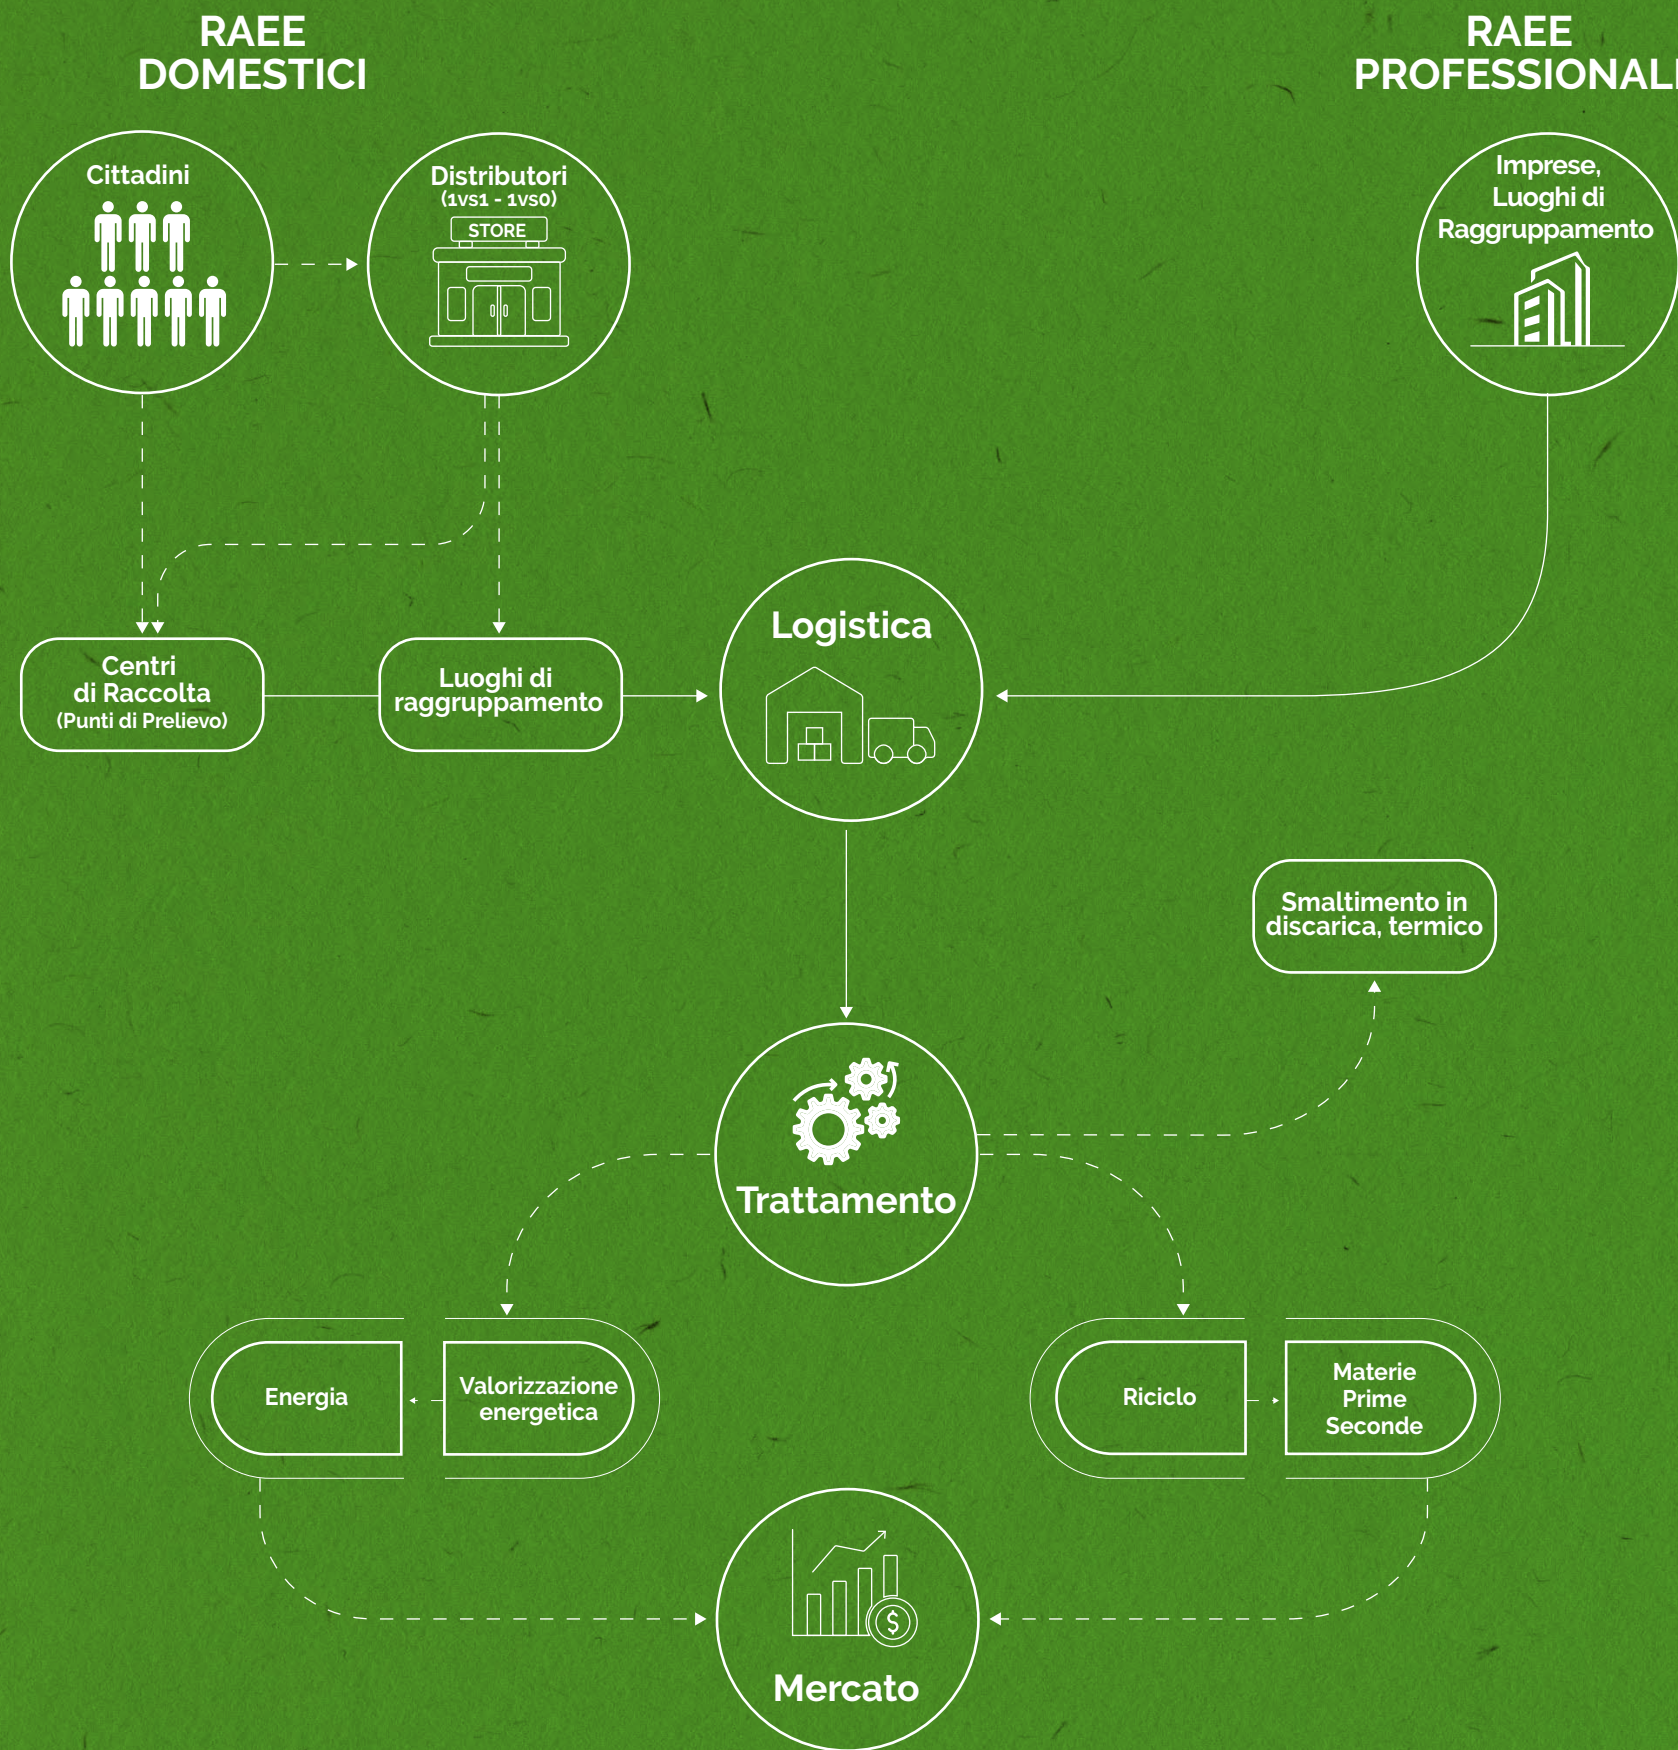 RAEE
DOMESTICI
RAEE
PROFESSIONALI
Cittadini
Distributori
(1vs1 - 1vs0)
STORE
Imprese,
Luoghi di
Raggruppamento
Centri
di Raccolta
(Punti di Prelievo)
Luoghi di
raggruppamento
Logistica
Smaltimento in
discarica, termico
Trattamento
Energia
Valorizzazione
energetica
Riciclo
Materie
Prime
Seconde
$
Mercato